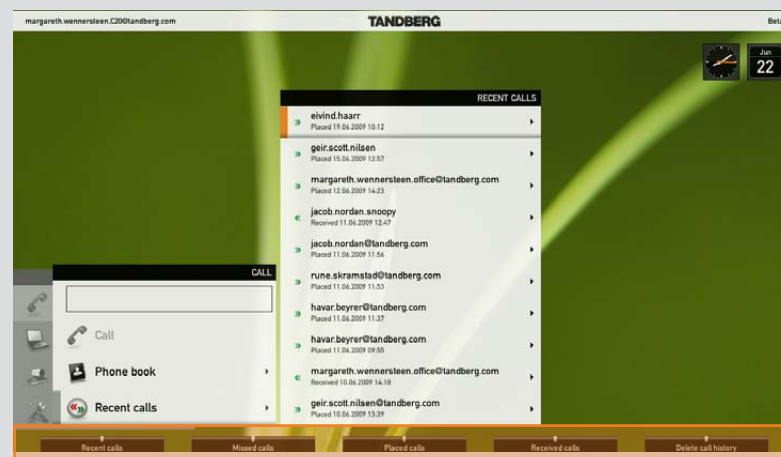 margareth.wennersteen.C20@tandberg.com
TANDBERG
Beta
Jun
22
RECENT CALLS
eivind.haarr
Placed 19.06.2009 10:12
geir.scott.nilsen
Placed 15.06.2009 12:57
margareth.wennersteen.office@tandberg.com
Placed 12.06.2009 14:23
jacob.nordan.snoopy
Received 11.06.2009 12:47
jacob.nordan@tandberg.com
Placed 11.06.2009 11:56
rune.skramstad@tandberg.com
Placed 11.06.2009 11:53
havar.beyrer@tandberg.com
Placed 11.06.2009 11:37
havar.beyrer@tandberg.com
Placed 11.06.2009 09:55
margareth.wennersteen.office@tandberg.com
Received 10.06.2009 14:18
geir.scott.nilsen@tandberg.com
Placed 10.06.2009 13:39
CALL
Call
Phone book
Recent calls
Recent calls
Missed calls
Placed calls
Received calls
Delete call history